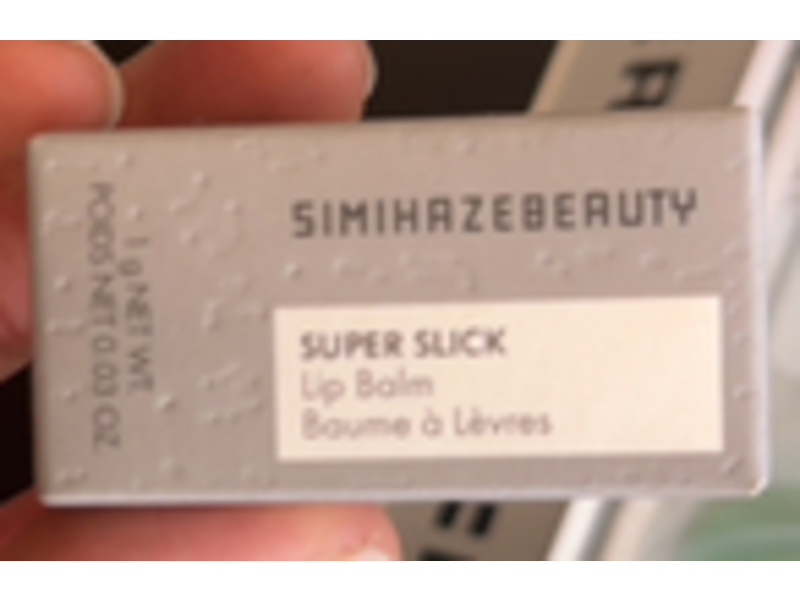 SIMIHAZEBEAUTY
SUPER SLICK
Lip Balm
Baume à Lèvres
1 g NET WT.
POIDS NET 0.03 OZ.